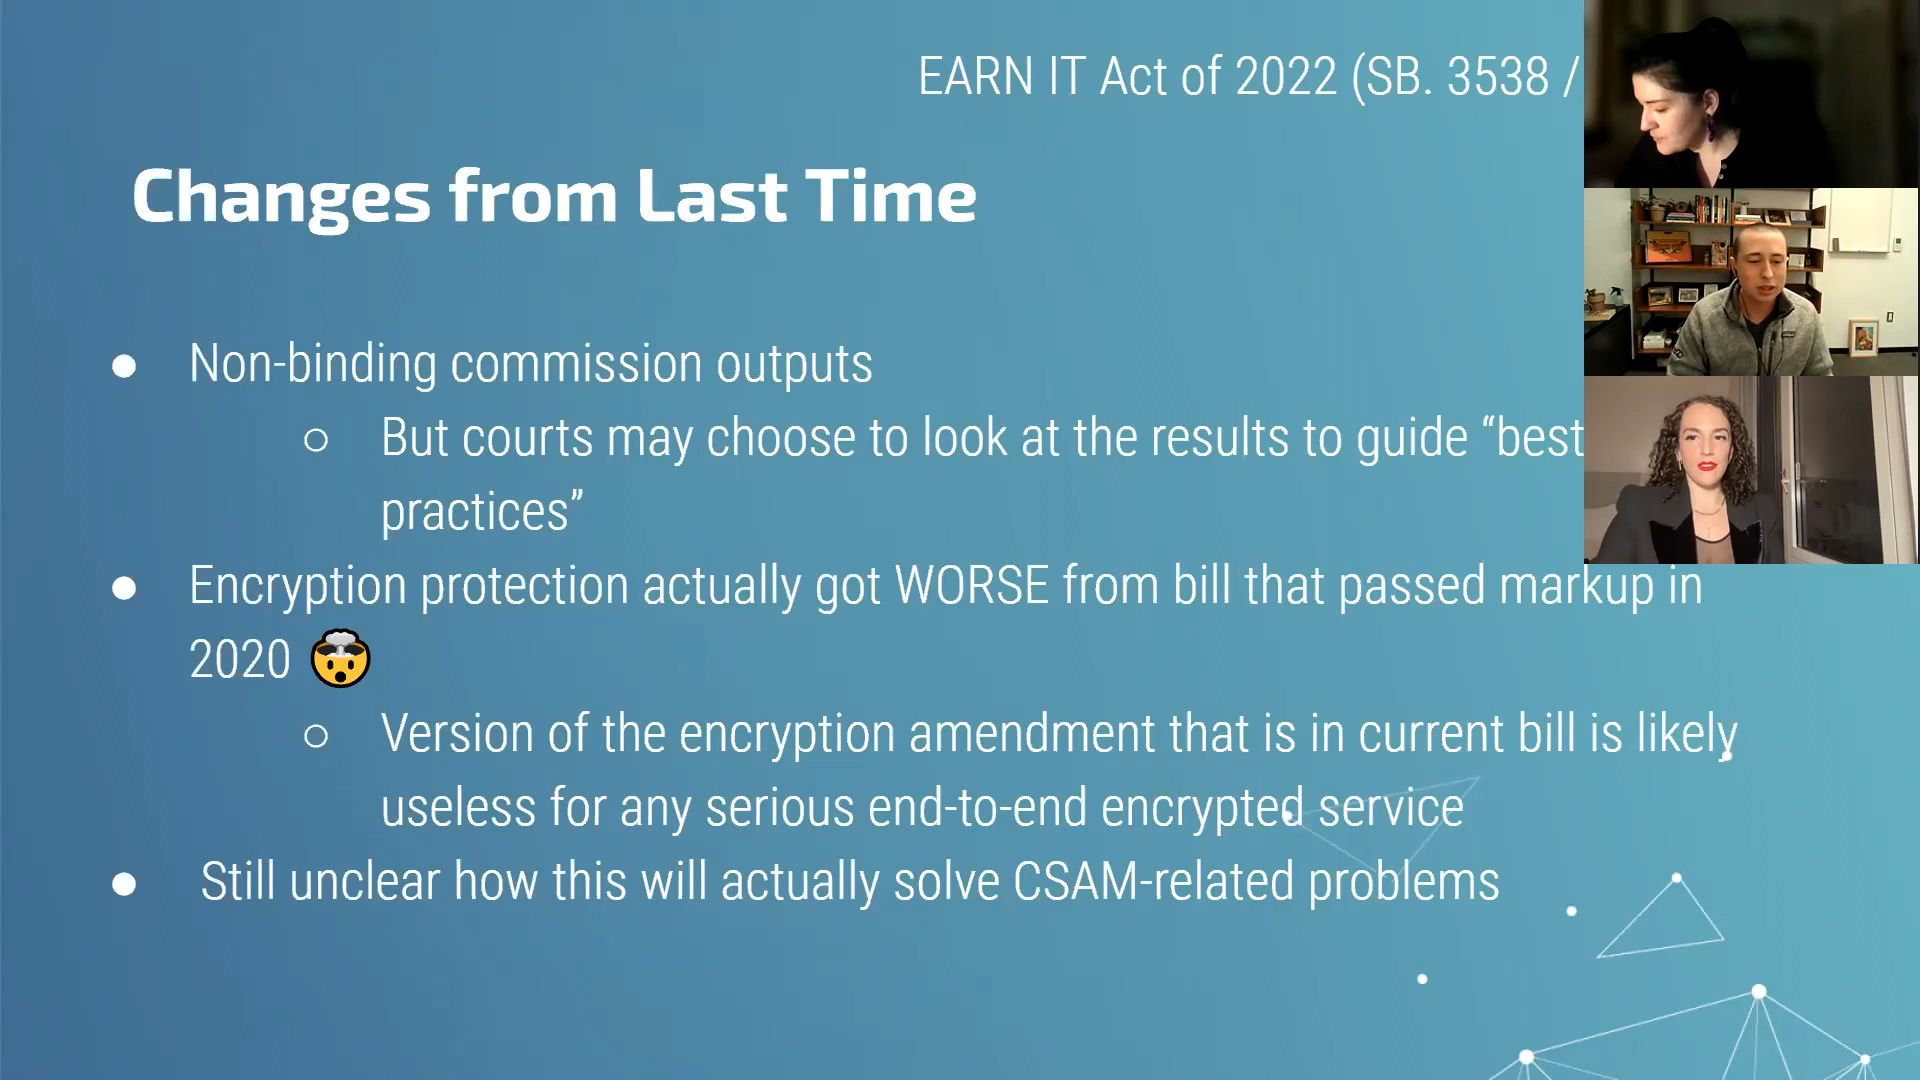 EARN IT Act of 2022 (SB. 3538 /
Changes from Last Time
● Non-binding commission outputs
○ But courts may choose to look at the results to guide “best
practices”
● Encryption protection actually got WORSE from bill that passed markup in
2020 🤯
○ Version of the encryption amendment that is in current bill is likely
useless for any serious end-to-end encrypted service
● Still unclear how this will actually solve CSAM-related problems